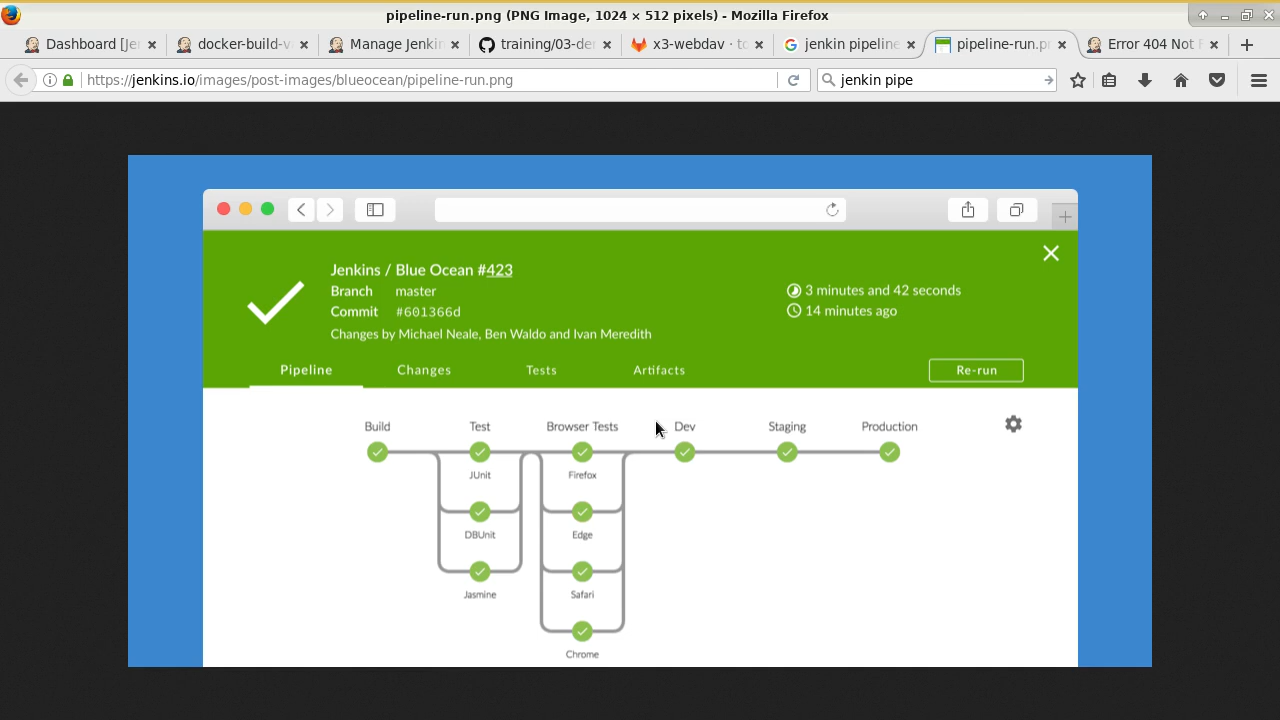 pipeline-run.png (PNG Image, 1024 × 512 pixels) - Mozilla Firefox
Dashboard [Jer
dockerbuild-va
Manage Jenkin
training/03-de
x3-webdav · to
jenkin pipeline
pipeline-run.p
Error 404 Not F
https://jenkins.io/images/post-images/blueocean/pipeline-run.png
jenkin pipe
Jenkins / Blue Ocean #423
Branch master
Commit #601366d
Changes by Michael Neale, Ben Waldo and Ivan Meredith
3 minutes and 42 seconds
14 minutes ago
Pipeline Changes Tests Artifacts Re-run
Build Test Browser Tests Dev Staging Production
JUnit Firefox
DBUnit Edge
Jasmine Safari
Chrome